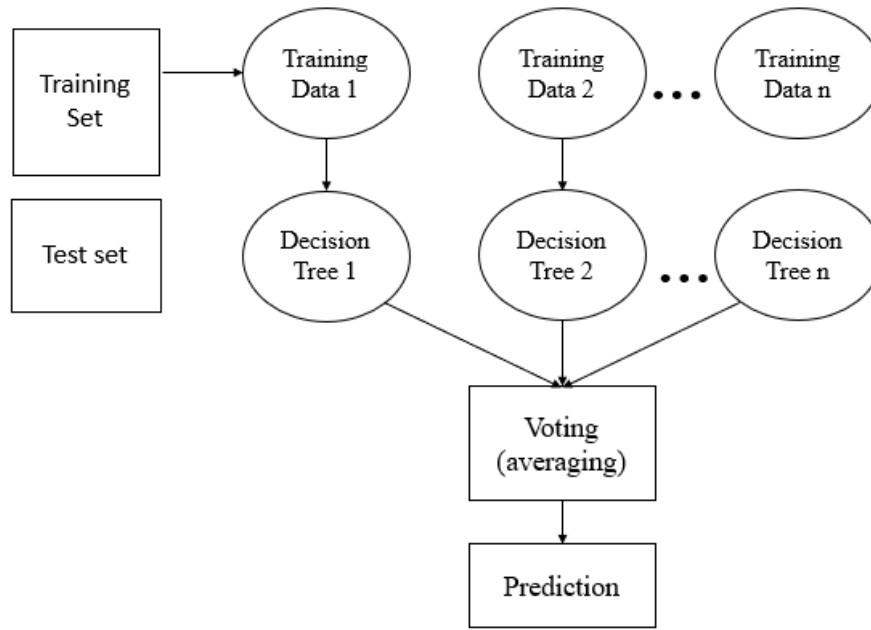 Training
Set
Training
Data 1
Training
Data 2
...
Training
Data n
Test set
Decision
Tree 1
Decision
Tree 2
...
Decision
Tree n
Voting
(averaging)
Prediction